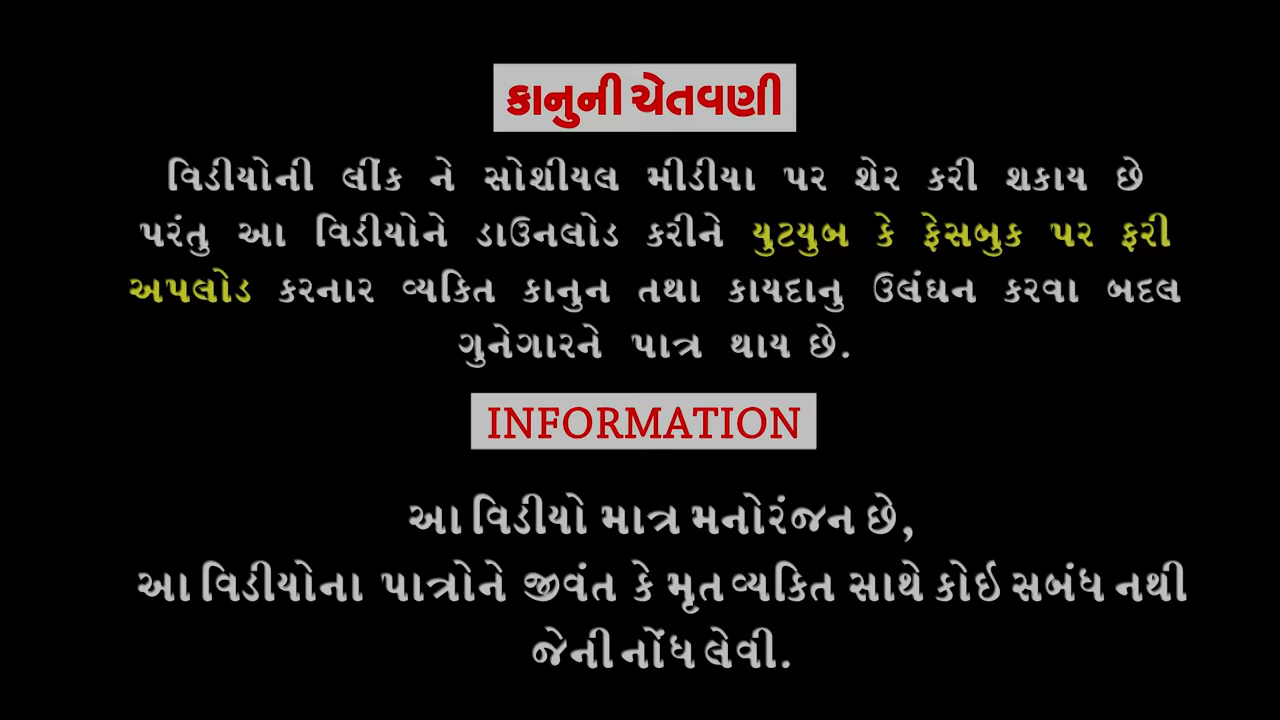 કાનુની ચેતવણી
વિડીયોની લીંક ને સોશીયલ મીડીયા પર શેર કરી શકાય છે
પરંતુ આ વિડીયોને ડાઉનલોડ કરીને યુટયુબ કે ફેસબુક પર ફરી
અપલોડ કરનાર વ્યકિત કાનુન તથા કાયદાનુ ઉલંઘન કરવા બદલ
ગુનેગારને પાત્ર થાય છે.
INFORMATION
આ વિડીયો માત્ર મનોરંજન છે,
આ વિડીયોના પાત્રોને જીવંત કે મૃત વ્યકિત સાથે કોઇ સબંધ નથી
જેની નોંધ લેવી.